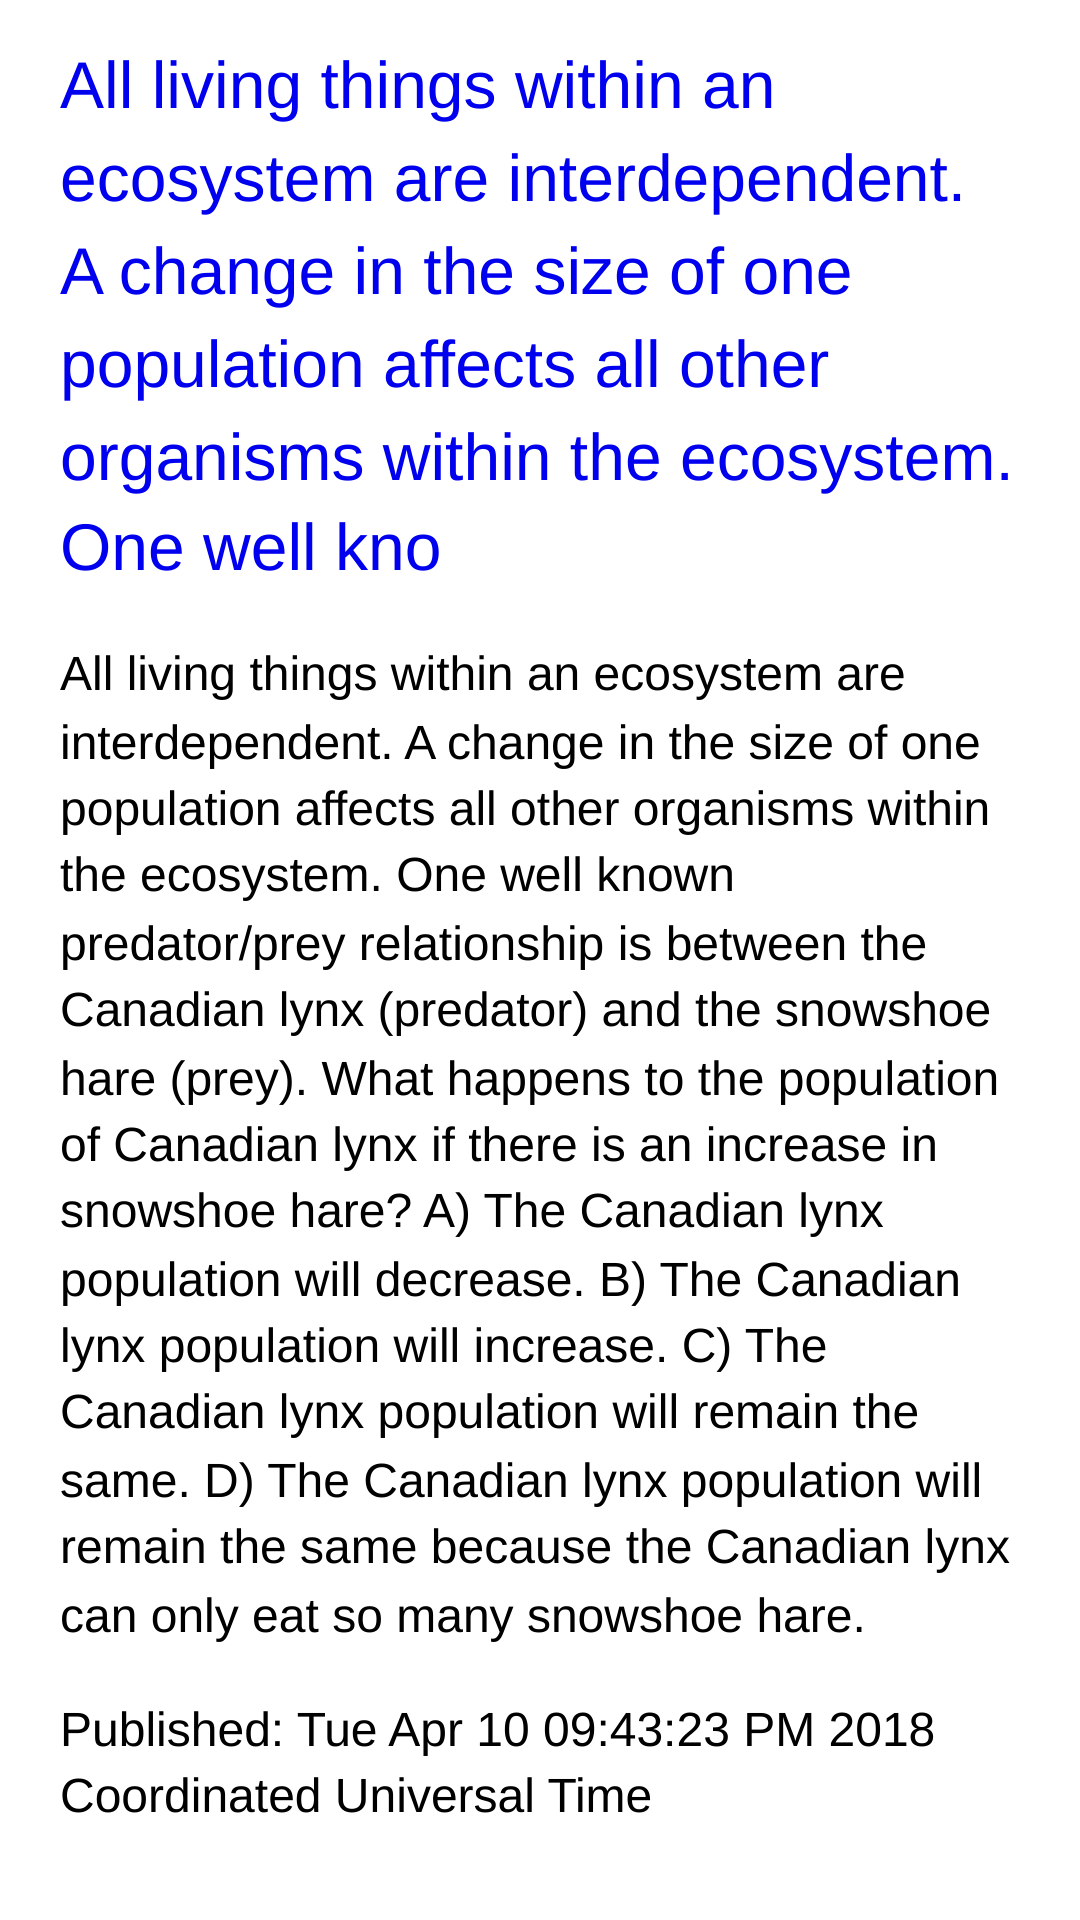 All living things within an
ecosystem are interdependent.
A change in the size of one
population affects all other
organisms within the ecosystem.
One well kno
All living things within an ecosystem are
interdependent. A change in the size of one
population affects all other organisms within
the ecosystem. One well known
predator/prey relationship is between the
Canadian lynx (predator) and the snowshoe
hare (prey). What happens to the population
of Canadian lynx if there is an increase in
snowshoe hare? A) The Canadian lynx
population will decrease. B) The Canadian
lynx population will increase. C) The
Canadian lynx population will remain the
same. D) The Canadian lynx population will
remain the same because the Canadian lynx
can only eat so many snowshoe hare.
Published: Tue Apr 10 09:43:23 PM 2018
Coordinated Universal Time